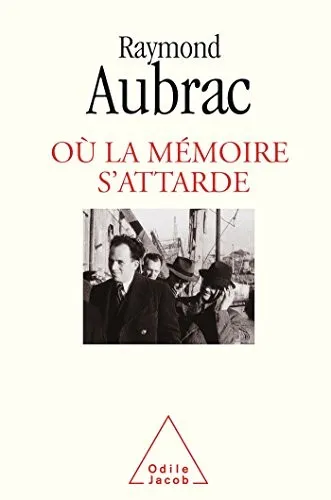 Raymond
Aubrac
OÙ LA MÉMOIRE
S'ATTARDE
Odile
Jacob